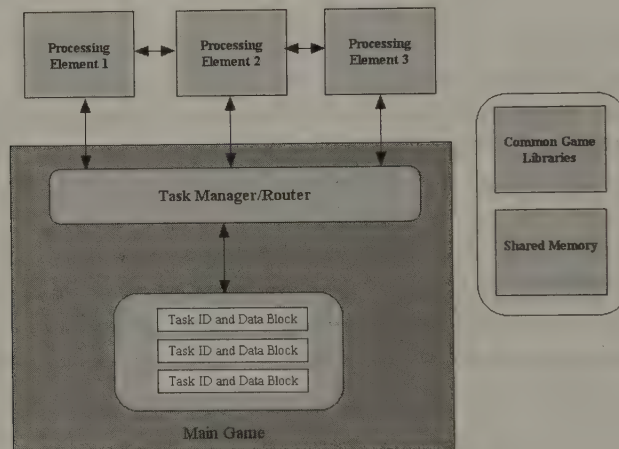 Processing
Element 1
Processing
Element 2
Processing
Element 3
Common Game
Libraries
Task Manager/Router
Shared Memory
Task ID and Data Block
Task ID and Data Block
Task ID and Data Block
Main Game